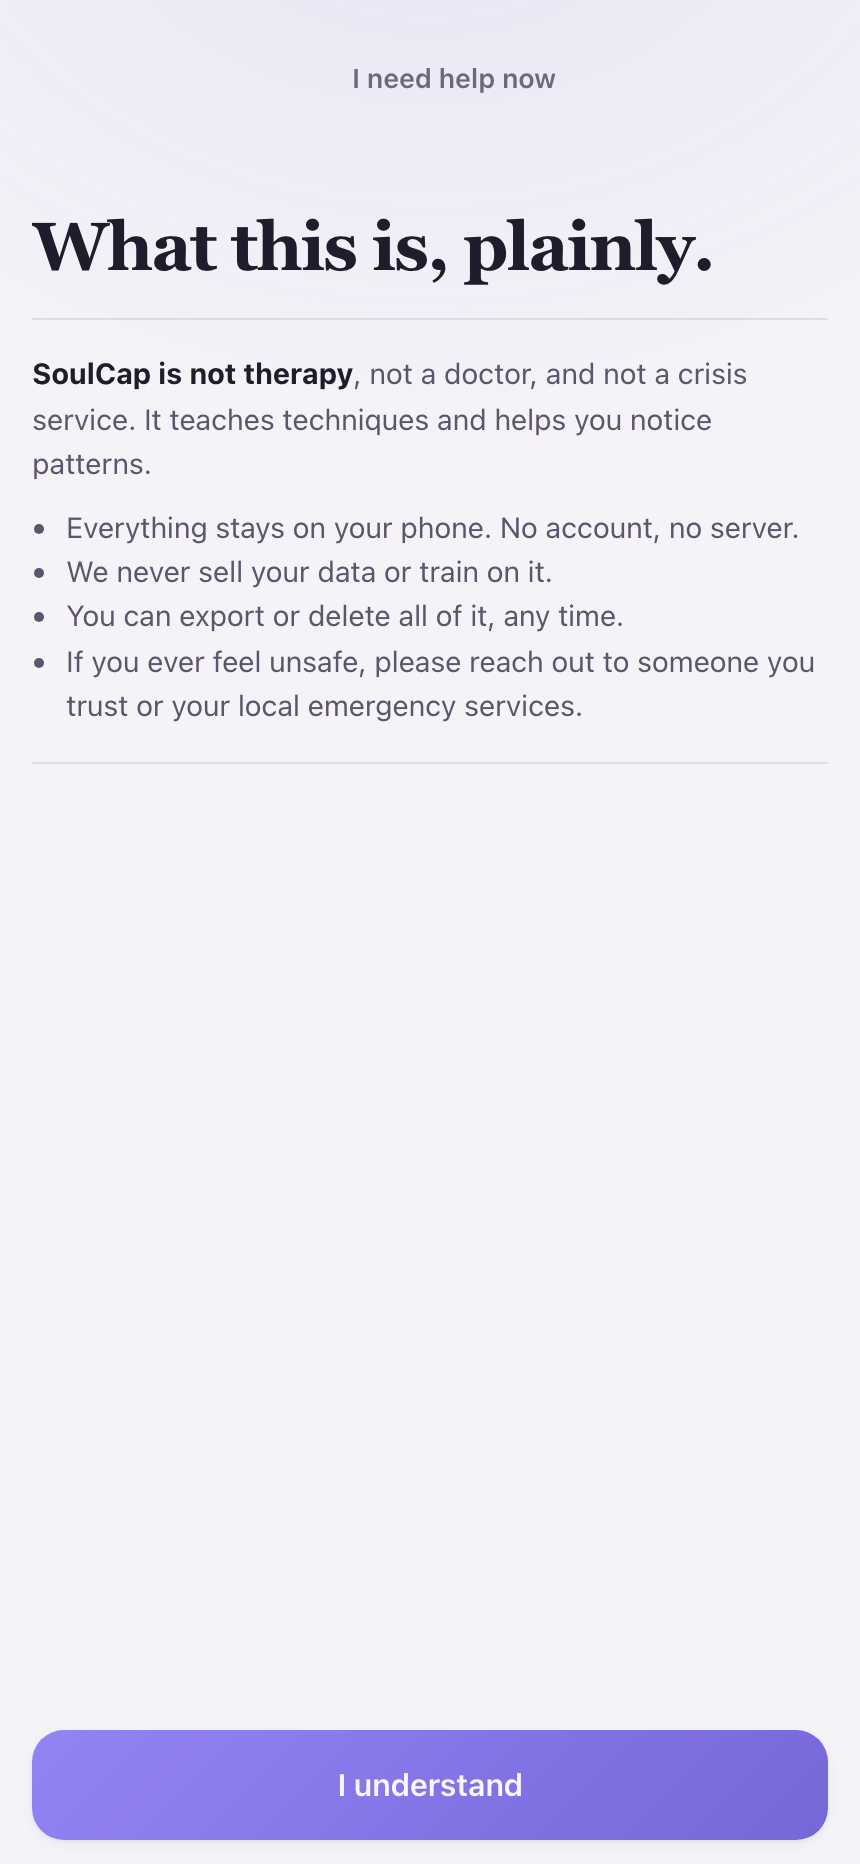 I need help now
What this is, plainly.
SoulCap is not therapy, not a doctor, and not a crisis
service. It teaches techniques and helps you notice
patterns.
• Everything stays on your phone. No account, no server.
• We never sell your data or train on it.
• You can export or delete all of it, any time.
• If you ever feel unsafe, please reach out to someone you
trust or your local emergency services.
I understand